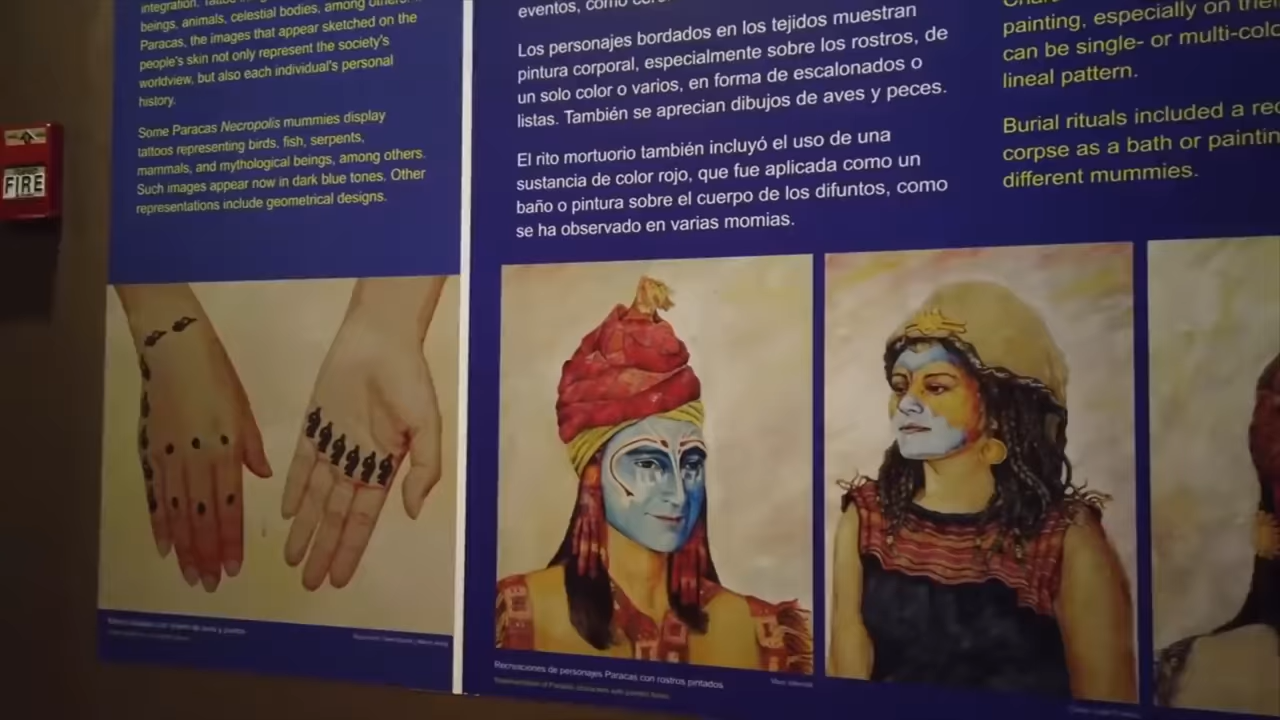 FIRE
integration.
beings, animals, celestial bodies, among others.
Paracas, the images that appear sketched on the
people's skin not only represent the society's
worldview, but also each individual's personal
history.
Some Paracas Necropolis mummies display
tattoos representing birds, fish, serpents,
mammals, and mythological beings, among others.
Such images appear now in dark blue tones. Other
representations include geometrical designs.
eventos, como
Los personajes bordados en los tejidos muestran
pintura corporal, especialmente sobre los rostros, de
un solo color o varios, en forma de escalonados o
listas. También se aprecian dibujos de aves y peces.
El rito mortuorio también incluyó el uso de una
sustancia de color rojo, que fue aplicada como un
baño o pintura sobre el cuerpo de los difuntos, como
se ha observado en varias momias.
painting, especially on
can be single- or multi-colo
lineal pattern.
Burial rituals included a
corpse as a bath or paintin
different mummies.
Recreaciones de personajes Paracas con rostros pintados